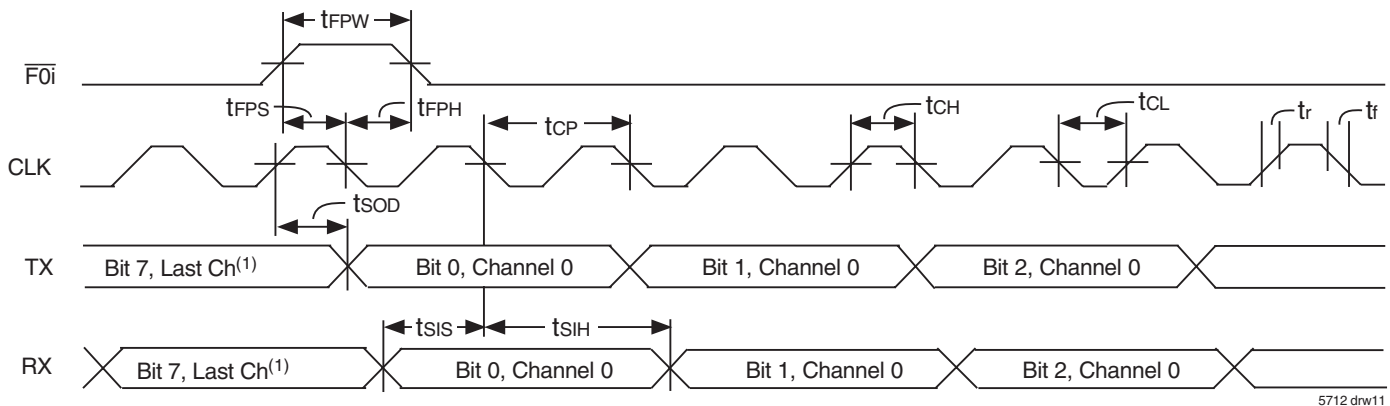 tFPW
F0i
tFPS
tFPH
tCP
tCH
tCL
tr
tf
CLK
tSOD
TX
Bit 7, Last Ch(1)
Bit 0, Channel 0
Bit 1, Channel 0
Bit 2, Channel 0
tSIS
tSIH
RX
Bit 7, Last Ch(1)
Bit 0, Channel 0
Bit 1, Channel 0
Bit 2, Channel 0
5712 drw11